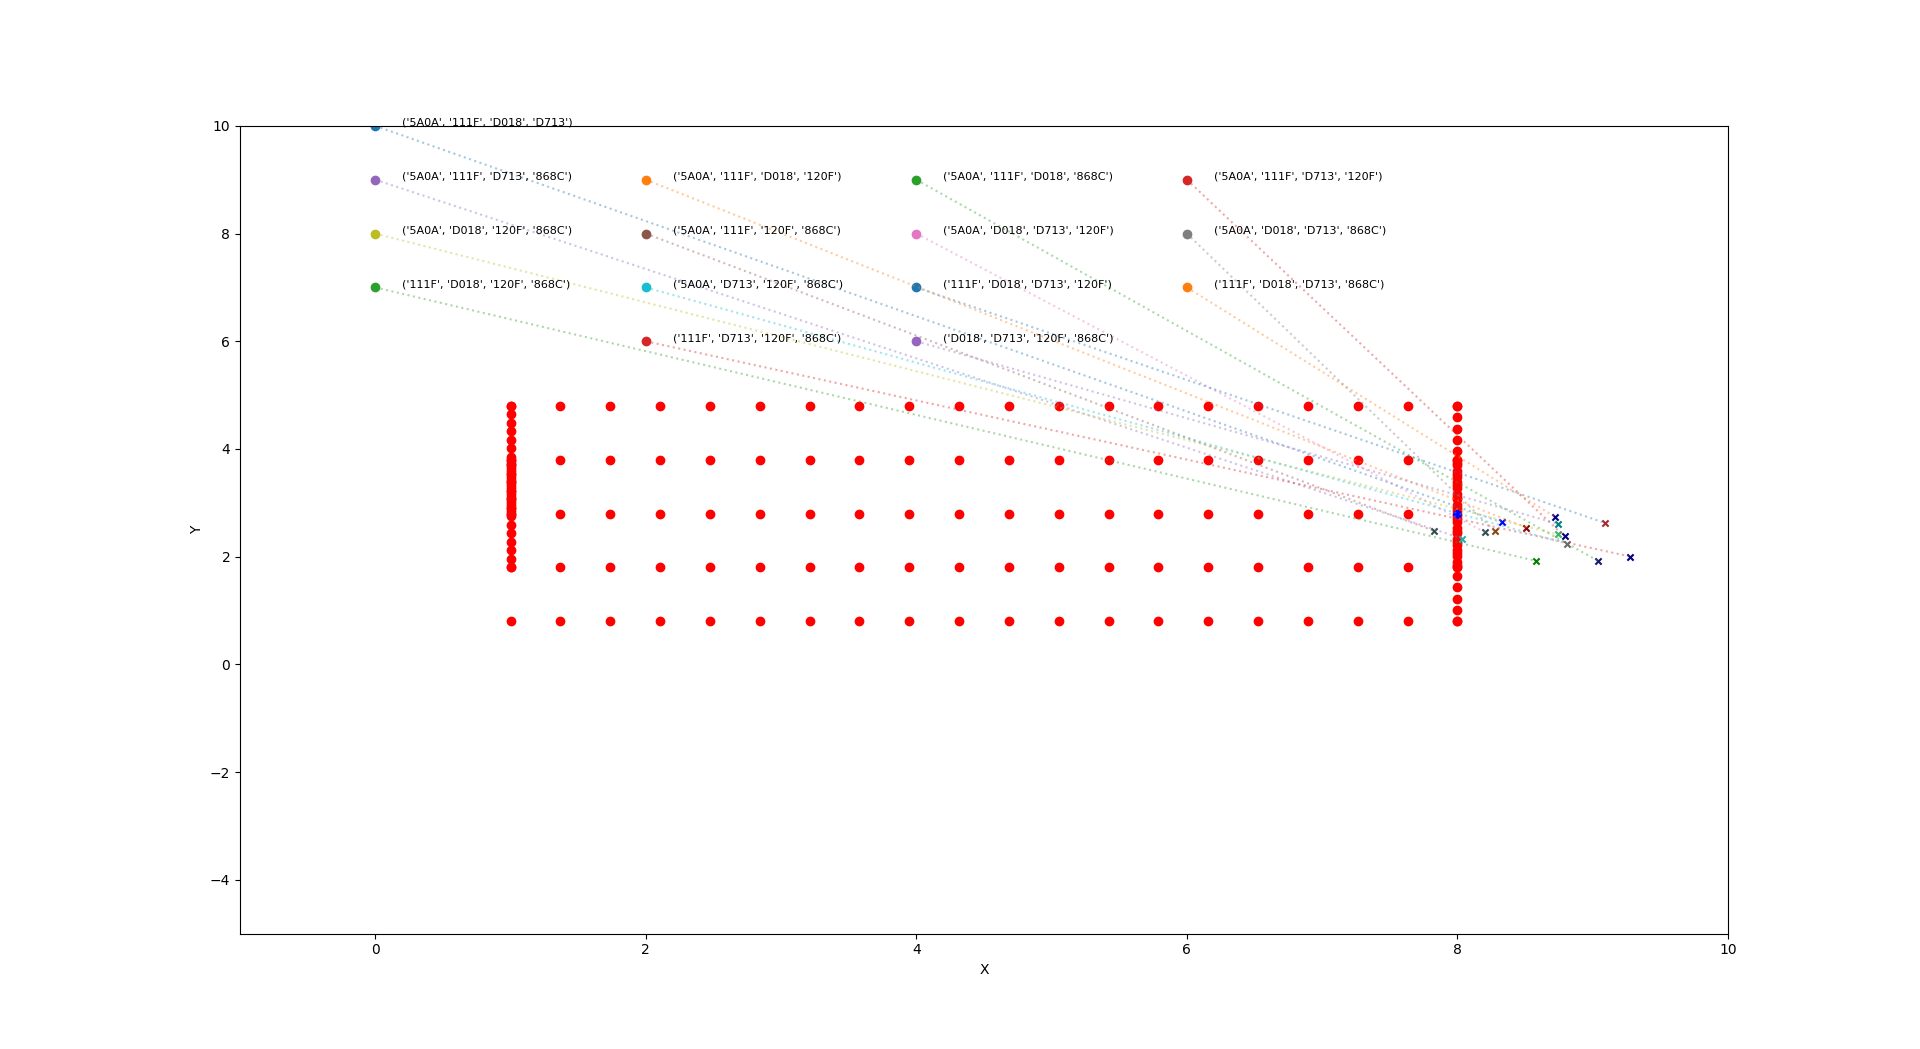 10
('5A0A', '111F', 'D018', 'D713')
('5A0A', '111F', 'D713', '868C')
('5A0A', '111F', 'D018', '120F')
('5A0A', '111F', 'D018', '868C')
('5A0A', '111F', 'D713', '120F')
8
('5A0A', 'D018', '120F', '868C')
('5A0A', '111F', '120F', '868C')
('5A0A', 'D018', 'D713', '120F')
('5A0A', 'D018', 'D713', '868C')
('111F', 'D018', '120F', '868C')
('5A0A', 'D713', '120F', '868C')
('111F', 'D018', 'D713', '120F')
('111F', 'D018', 'D713', '868C')
6
('111F', 'D713', '120F', '868C')
('D018', 'D713', '120F', '868C')
4
Y
2
0
−2
−4
0 2 4 6 8 10
X